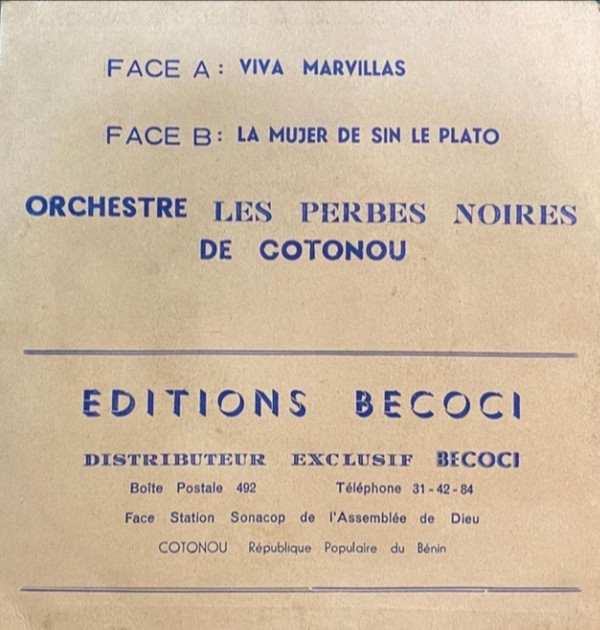 FACE A : VIVA MARVILLAS
FACE B : LA MUJER DE SIN LE PLATO
ORCHESTRE LES PERBES NOIRES
DE COTONOU
EDITIONS BECOCI
DISTRIBUTEUR EXCLUSIF BECOCI
Boîte Postale 492 Téléphone 31-42-84
Face Station Sonacop de l'Assemblée de Dieu
COTONOU République Populaire du Bénin